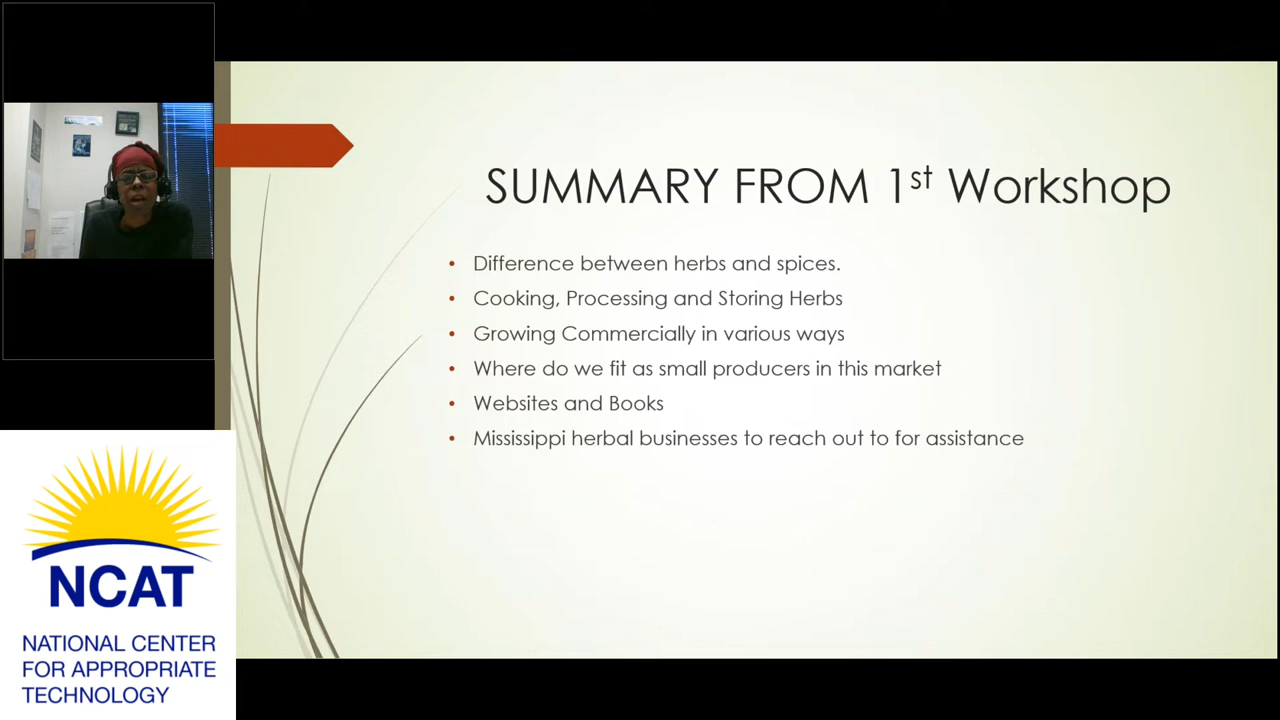 SUMMARY FROM 1st Workshop
• Difference between herbs and spices.
• Cooking, Processing and Storing Herbs
• Growing Commercially in various ways
• Where do we fit as small producers in this market
• Websites and Books
• Mississippi herbal businesses to reach out to for assistance
NCAT
NATIONAL CENTER
FOR APPROPRIATE
TECHNOLOGY